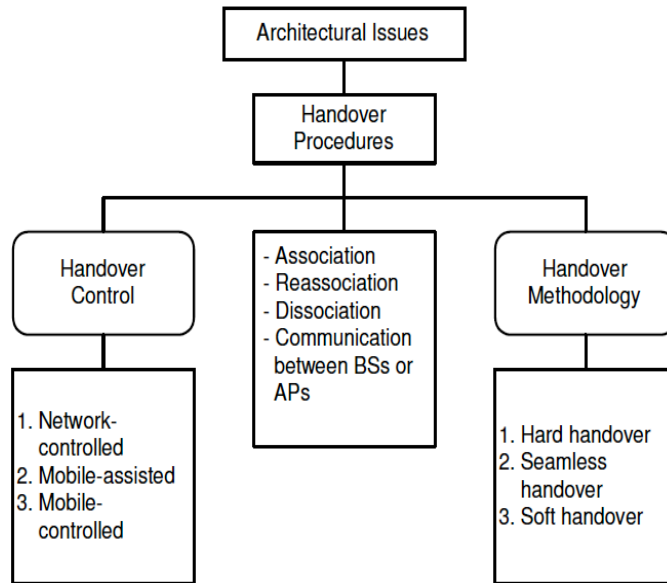 Architectural Issues
Handover
Procedures
Handover
Control
- Association
- Reassociation
- Dissociation
- Communication
between BSs or
APs
Handover
Methodology
1. Network-
controlled
2. Mobile-assisted
3. Mobile-
controlled
1. Hard handover
2. Seamless
handover
3. Soft handover